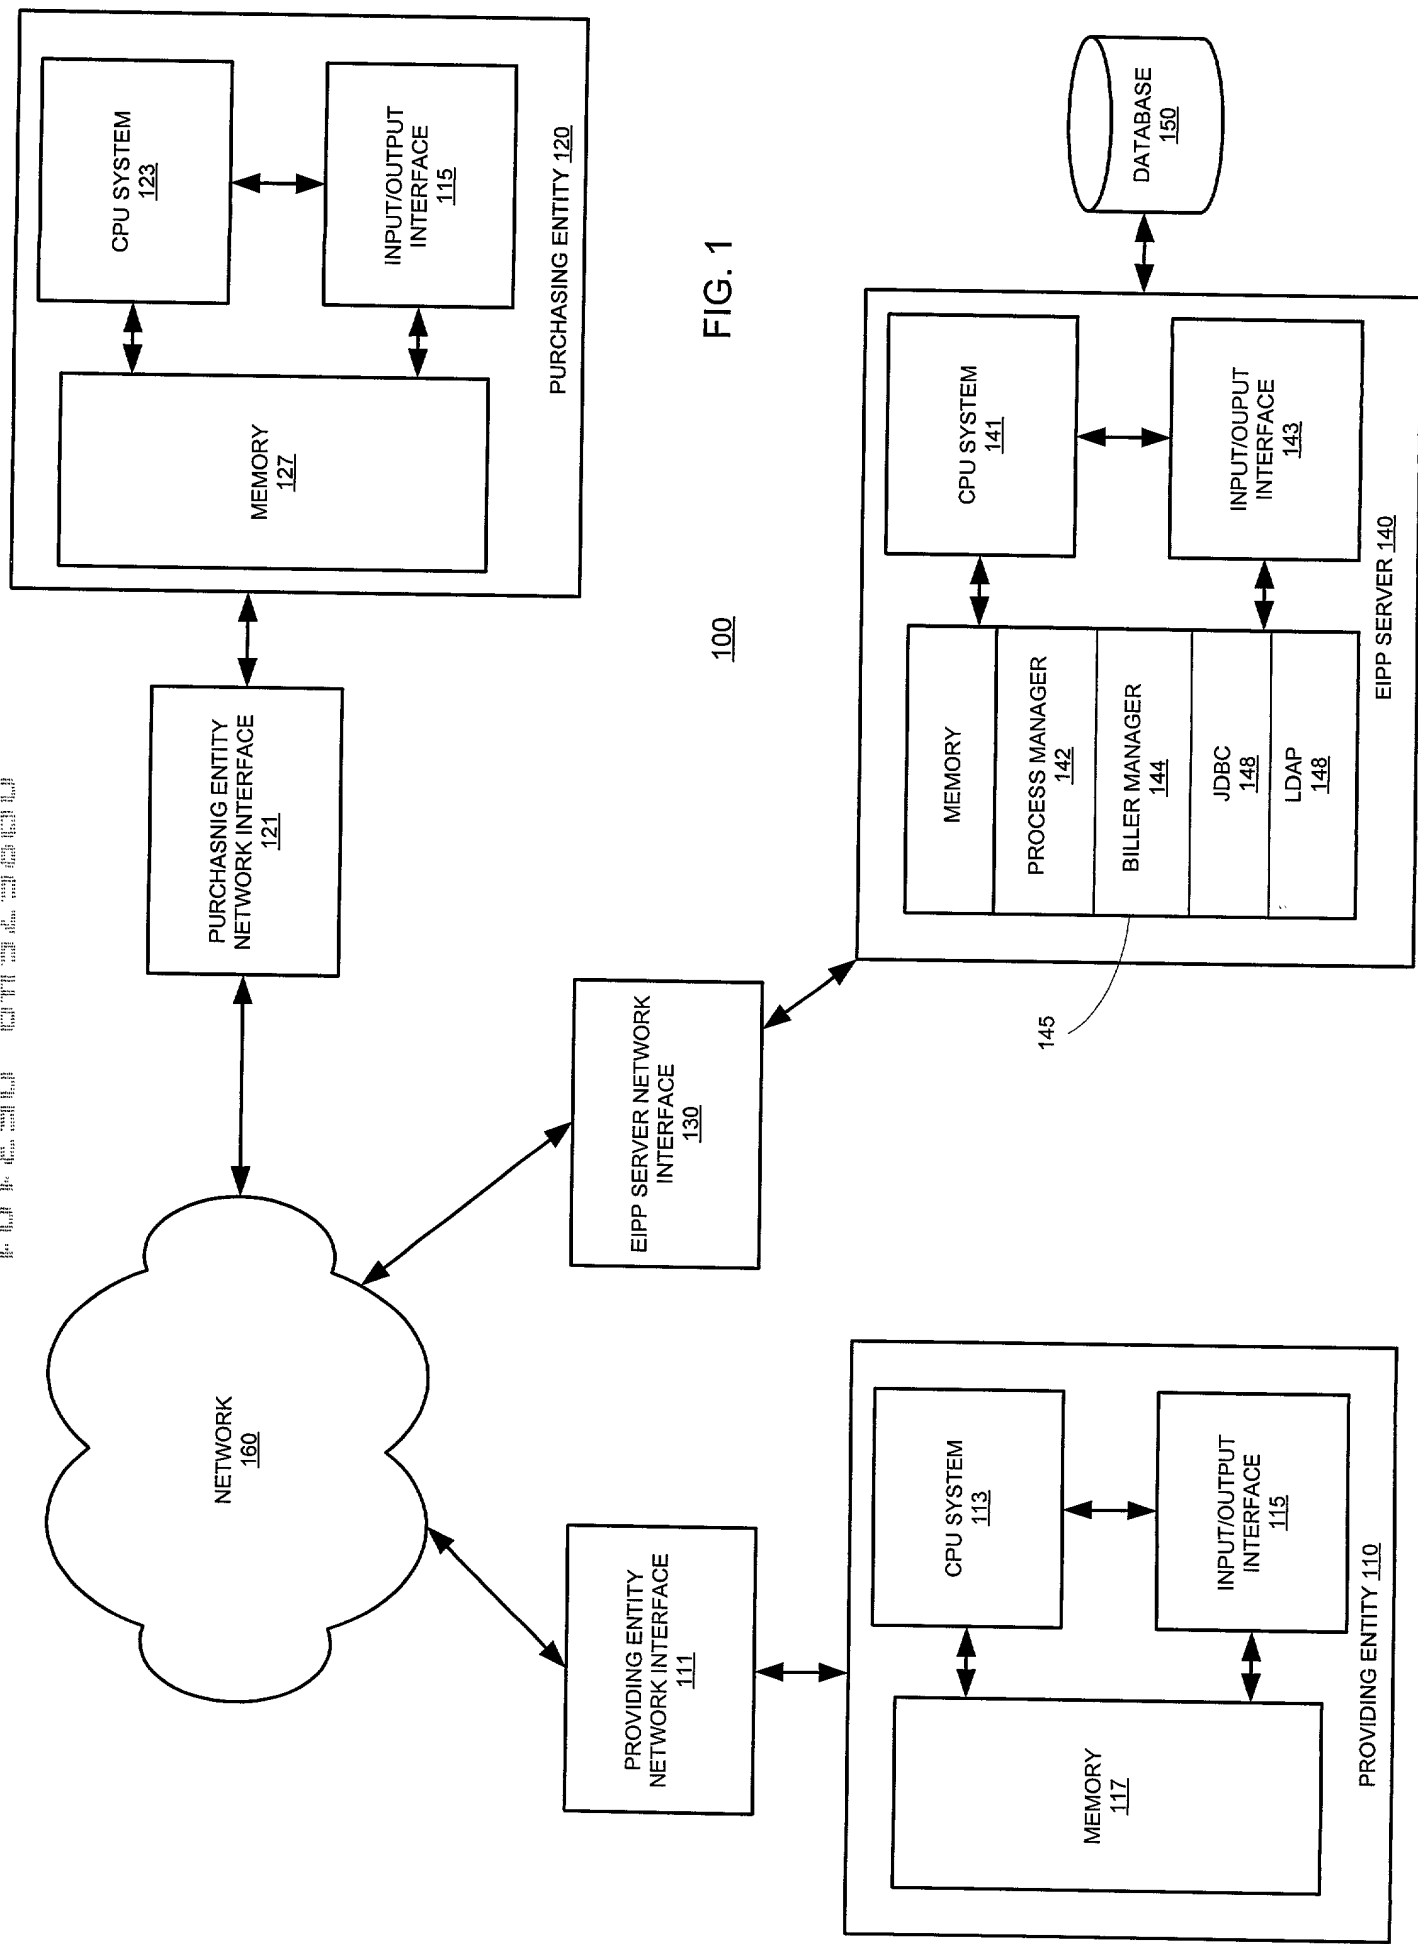 NETWORK
160
PURCHASNIG ENTITY
NETWORK INTERFACE
121
MEMORY
127
CPU SYSTEM
123
INPUT/OUTPUT
INTERFACE
115
PURCHASING ENTITY 120
PROVIDING ENTITY
NETWORK INTERFACE
111
EIPP SERVER NETWORK
INTERFACE
130
100
FIG. 1
MEMORY
117
CPU SYSTEM
113
INPUT/OUTPUT
INTERFACE
115
PROVIDING ENTITY 110
145
MEMORY
PROCESS MANAGER
142
BILLER MANAGER
144
JDBC
148
LDAP
148
CPU SYSTEM
141
INPUT/OUPUT
INTERFACE
143
EIPP SERVER 140
DATABASE
150